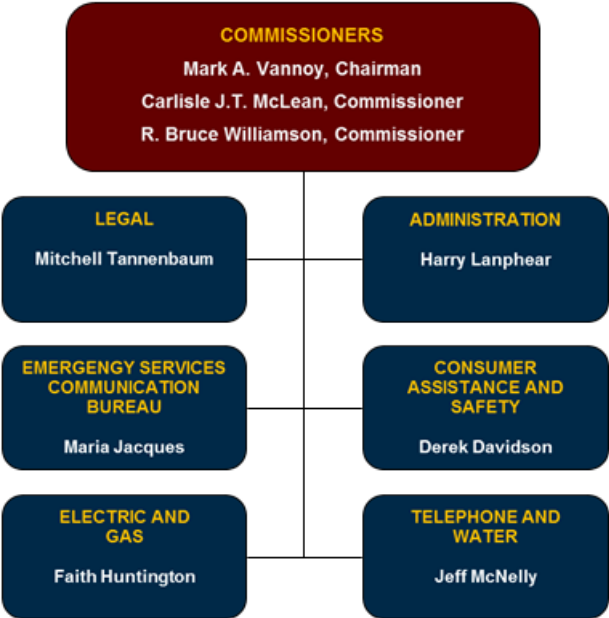 COMMISSIONERS
Mark A. Vannoy, Chairman
Carlisle J.T. McLean, Commissioner
R. Bruce Williamson, Commissioner
LEGAL
Mitchell Tannenbaum
ADMINISTRATION
Harry Lanphear
EMERGENGY SERVICES
COMMUNICATION
BUREAU
Maria Jacques
CONSUMER
ASSISTANCE AND
SAFETY
Derek Davidson
ELECTRIC AND
GAS
Faith Huntington
TELEPHONE AND
WATER
Jeff McNelly